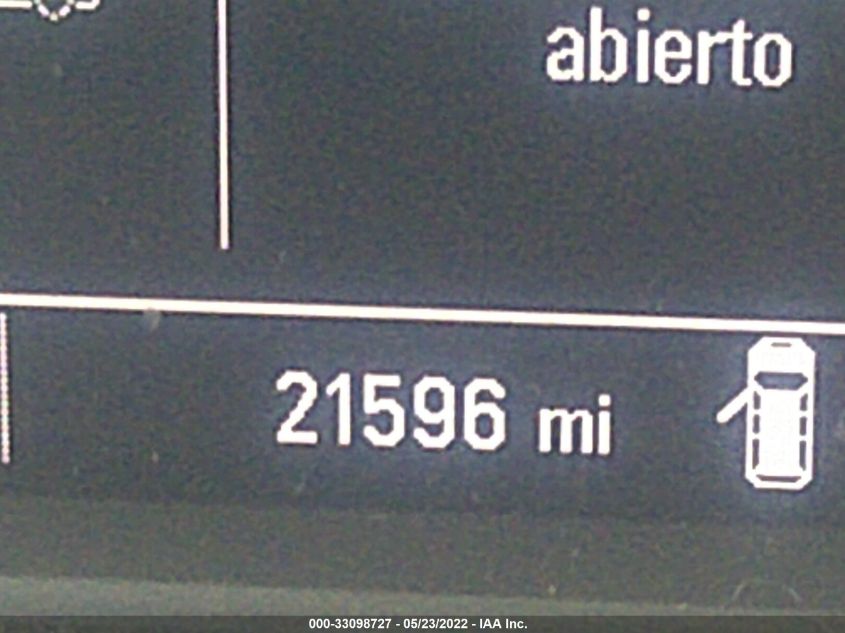 abierto
21596 mi
000-33098727 - 05/23/2022 - IAA Inc.